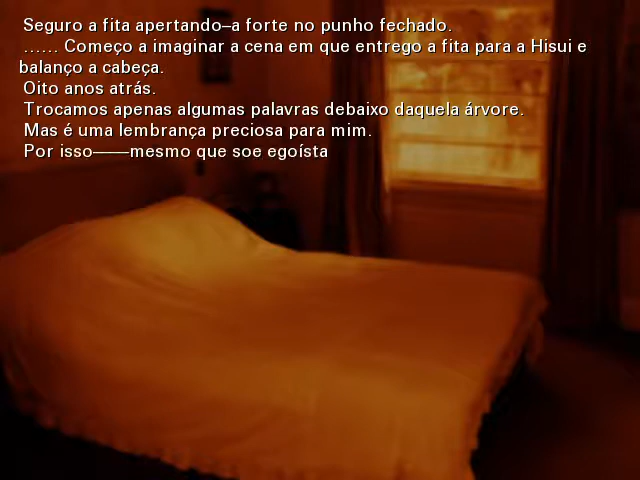 Seguro a fita apertando–a forte no punho fechado.
…… Começo a imaginar a cena em que entrego a fita para a Hisui e
balanço a cabeça.
Oito anos atrás.
Trocamos apenas algumas palavras debaixo daquela árvore.
Mas é uma lembrança preciosa para mim.
Por isso――mesmo que soe egoísta